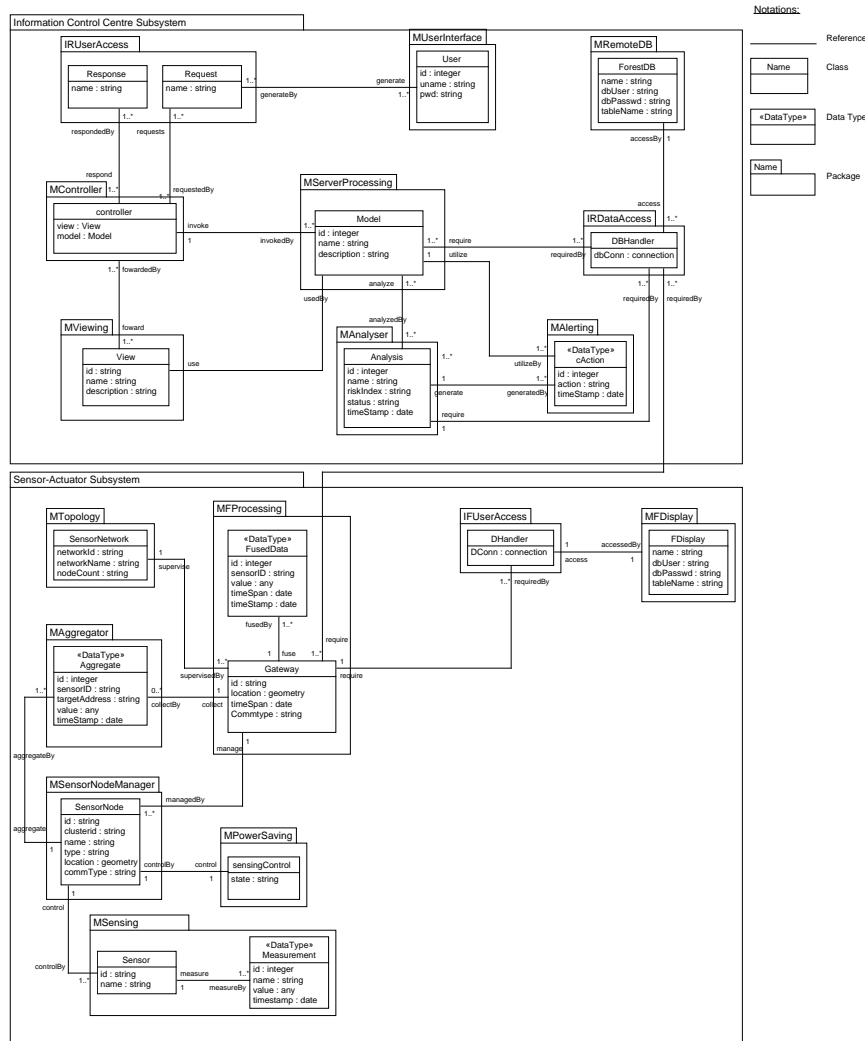 Notations:
Reference
Name
Class
«DataType»
Data Type
Name
Package
Information Control Centre Subsystem
IRUserAccess
Response
name : string
Request
name : string
1..*
generateBy
generate
1..*
MUserInterface
User
id : integer
uname : string
pwd: string
MRemoteDB
ForestDB
name : string
dbUser : string
dbPasswd : string
tableName : string
accessBy
1
access
1..*
1..*
respondedBy
1..*
requests
respond
1..*
requestedBy
1..*
MController
controller
view : View
model : Model
invoke
1
1..*
invokedBy
MServerProcessing
Model
id : integer
name : string
description : string
IRDataAccess
DBHandler
dbConn : connection
1..*
require
1..*
requiredBy
1
utilize
1..*
utilizeBy
1..*
requiredBy
1..*
requiredBy
1..*
fowardedBy
foward
1..*
usedBy
use
analyze
1..*
analyzedBy
1..*
MViewing
View
id : string
name : string
description : string
MAnalyser
Analysis
id : integer
name : string
riskIndex : string
status : string
timeStamp : date
1..*
1
generate
1..*
generatedBy
require
1
MAlerting
«DataType»
cAction
id : integer
action : string
timeStamp : date
Sensor-Actuator Subsystem
MTopology
SensorNetwork
networkId : string
networkName : string
nodeCount : string
1
supervise
MFProcessing
«DataType»
FusedData
id : integer
sensorID : string
value : any
timeSpan : date
timeStamp : date
fusedBy
1..*
1
fuse
require
1..*
IFUserAccess
DHandler
DConn : connection
1
access
accessedBy
1
1..*
requiredBy
MFDisplay
FDisplay
name : string
dbUser : string
dbPasswd : string
tableName : string
MAggregator
«DataType»
Aggregate
id : integer
sensorID : string
targetAddress : string
value : any
timeStamp : date
1..*
0..*
collectBy
1..*
supervisedBy
1
collect
Gateway
id : string
location : geometry
timeSpan : date
Commtype : string
1
require
1
manage
aggregateBy
MSensorNodeManager
SensorNode
id : string
clusterid : string
name : string
type : string
location : geometry
commType : string
managedBy
1..*
aggregate
1
controlBy
1
control
1
MPowerSaving
sensingControl
state : string
1
control
controlBy
1..*
MSensing
Sensor
id : string
name : string
measure
1
1..*
measureBy
«DataType»
Measurement
id : integer
name : string
value : any
timestamp : date